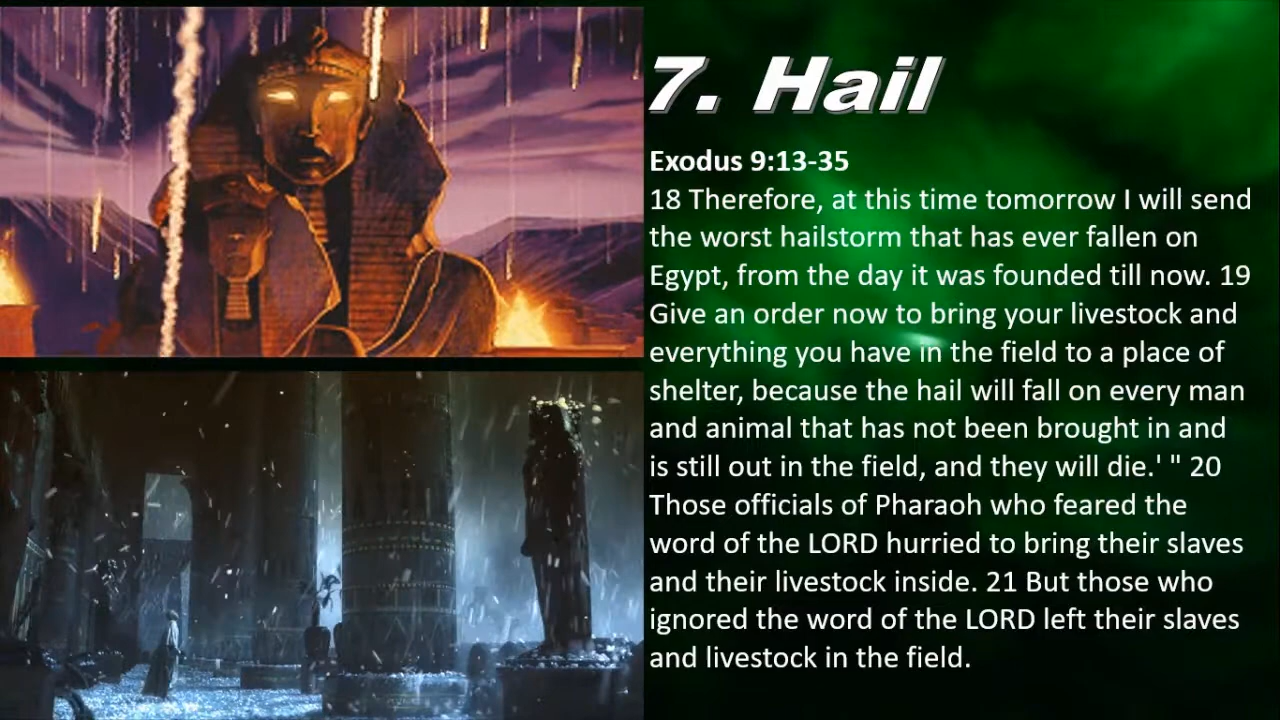 7. Hail
Exodus 9:13-35
18 Therefore, at this time tomorrow I will send
the worst hailstorm that has ever fallen on
Egypt, from the day it was founded till now. 19
Give an order now to bring your livestock and
everything you have in the field to a place of
shelter, because the hail will fall on every man
and animal that has not been brought in and
is still out in the field, and they will die.' " 20
Those officials of Pharaoh who feared the
word of the LORD hurried to bring their slaves
and their livestock inside. 21 But those who
ignored the word of the LORD left their slaves
and livestock in the field.